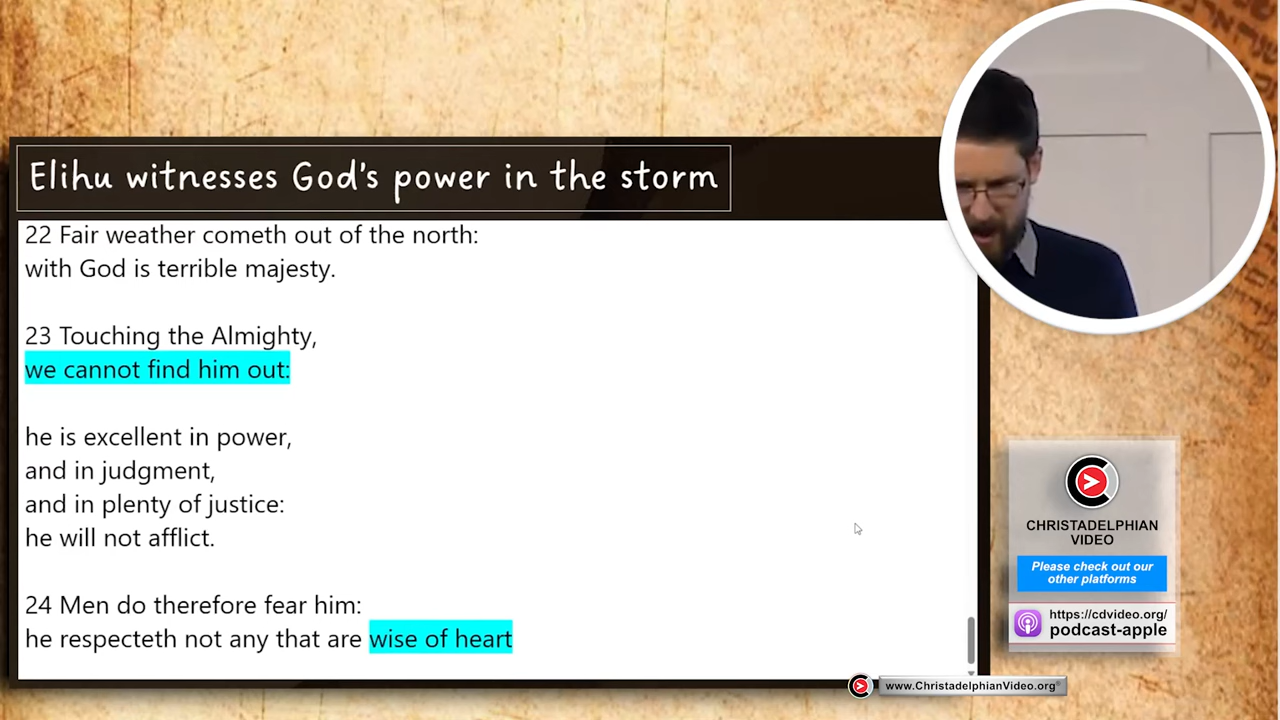 Elihu witnesses God's power in the storm
22 Fair weather cometh out of the north:
with God is terrible majesty.
23 Touching the Almighty,
we cannot find him out:
he is excellent in power,
and in judgment,
and in plenty of justice:
he will not afflict.
24 Men do therefore fear him:
he respecteth not any that are wise of heart
CHRISTADELPHIAN
VIDEO
Please check out our
other platforms
https://cdvideo.org/
podcast-apple
www.ChristadelphianVideo.org